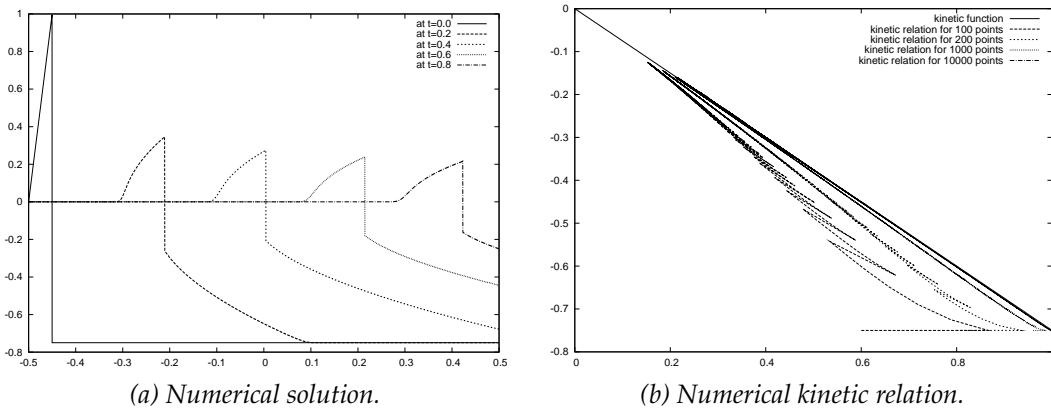 1
0.8
0.6
0.4
0.2
0
-0.2
-0.4
-0.6
-0.8
-0.5 -0.4 -0.3 -0.2 -0.1 0 0.1 0.2 0.3 0.4 0.5
at t=0.0
at t=0.2
at t=0.4
at t=0.6
at t=0.8
(a) Numerical solution.
0
-0.1
-0.2
-0.3
-0.4
-0.5
-0.6
-0.7
-0.8
0 0.2 0.4 0.6 0.8
kinetic function
kinetic relation for 100 points
kinetic relation for 200 points
kinetic relation for 1000 points
kinetic relation for 10000 points
(b) Numerical kinetic relation.